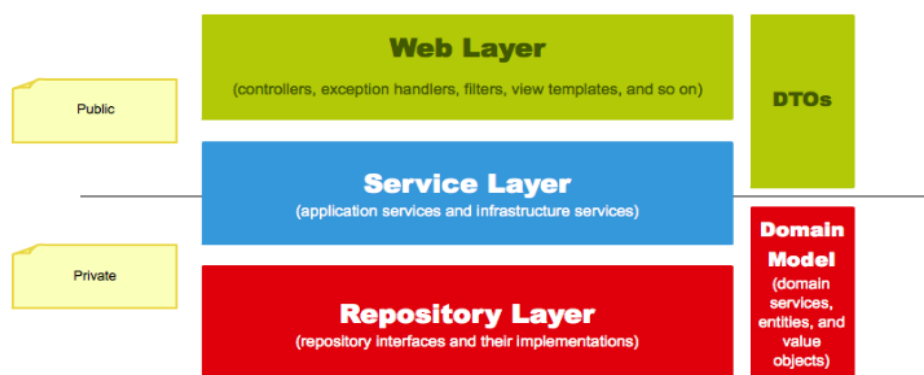 Web Layer
(controllers, exception handlers, filters, view templates, and so on)
DTOs
Public
Service Layer
(application services and infrastructure services)
Domain
Model
(domain
services,
entities, and
value
objects)
Private
Repository Layer
(repository interfaces and their implementations)